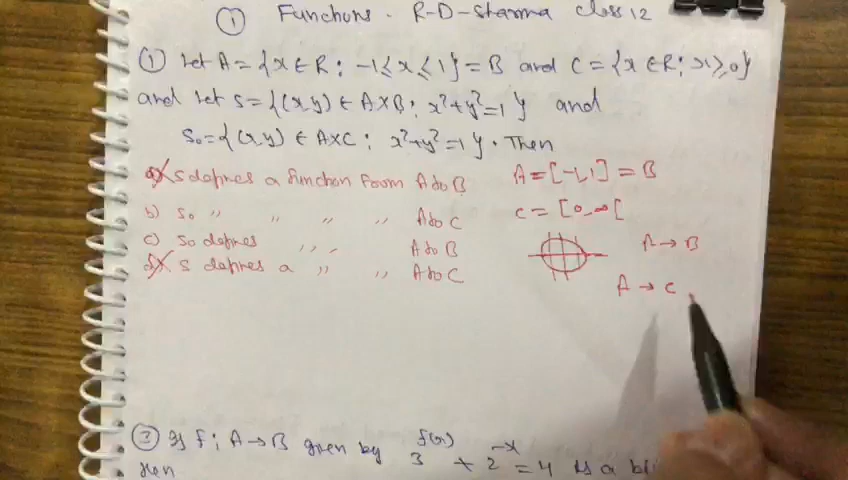 ① Functions. R-D-Sharma class 12
① Let A = {x ∈ R : -1 ≤ x ≤ 1} = B and C = {x ∈ R : x ≥ 0}
and let S = {(x,y) ∈ A×B : x²+y²=1} and
S₀ = {(x,y) ∈ A×C : x²+y²=1}. Then
a) S defines a function from A to B
b) S₀ " " " A to C
c) S₀ defines " " A to B
d) S defines a " " A to C
A = [-1,1] = B
C = [0,∞[
A → B
A → C
③ If f : A → B given by 3^f(x) + 2^-x = 4 is a bi
then